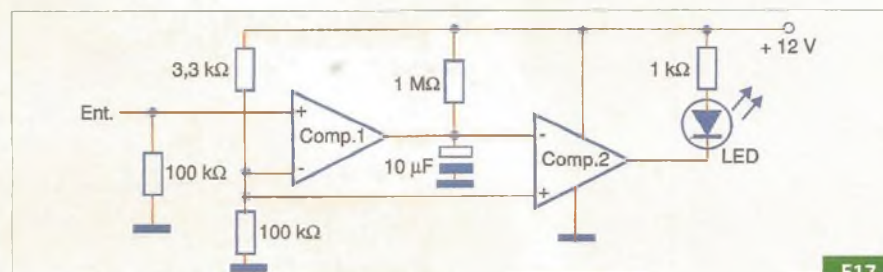 + 12 V
3,3 kΩ
1 MΩ
1 kΩ
Ent.
+
Comp.1
-
100 kΩ
10 µF
-
Comp.2
+
LED
100 kΩ
517